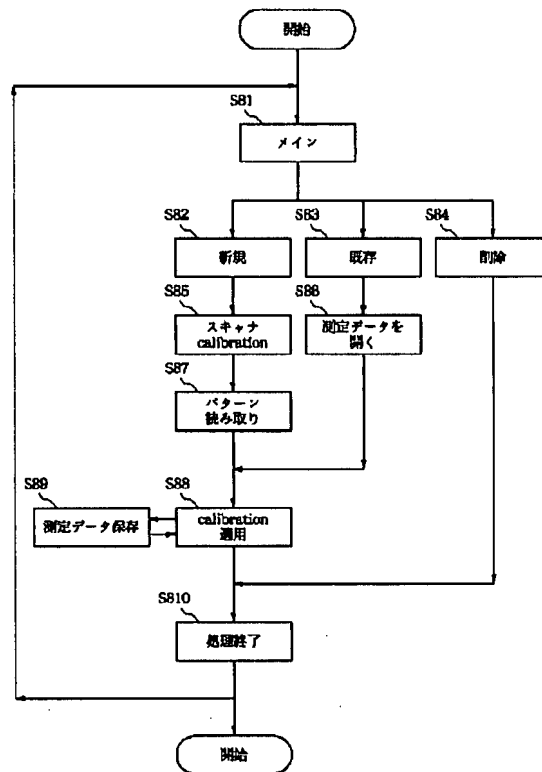 開始
S81
メイン
S82
S83
S84
新規
既存
削除
S85
S86
スキャナ
calibration
測定データを
開く
S87
パターン
読み取り
S89
S88
測定データ保存
calibration
適用
S810
処理終了
開始